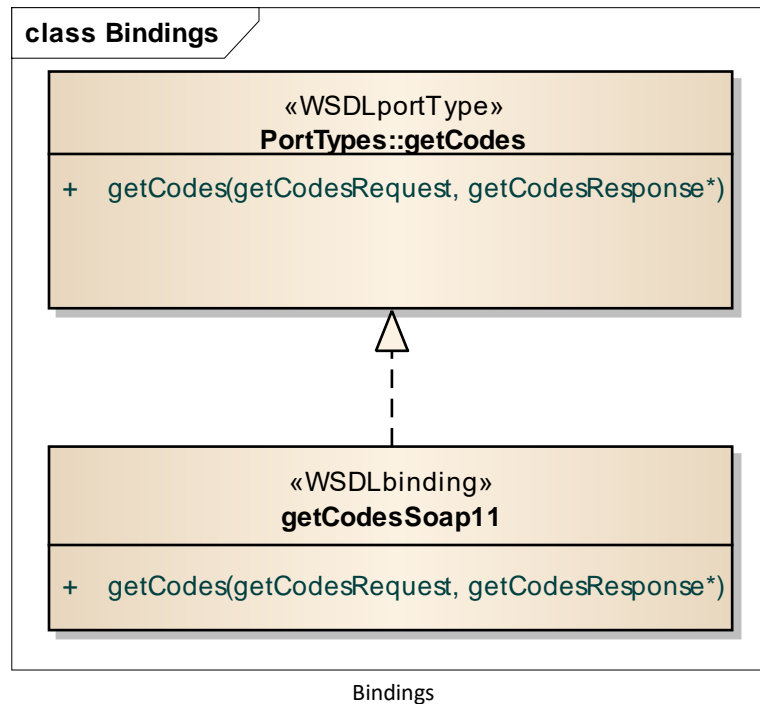 class Bindings
«WSDLportType»
PortTypes::getCodes
+ getCodes(getCodesRequest, getCodesResponse*)
«WSDLbinding»
getCodesSoap11
+ getCodes(getCodesRequest, getCodesResponse*)
Bindings